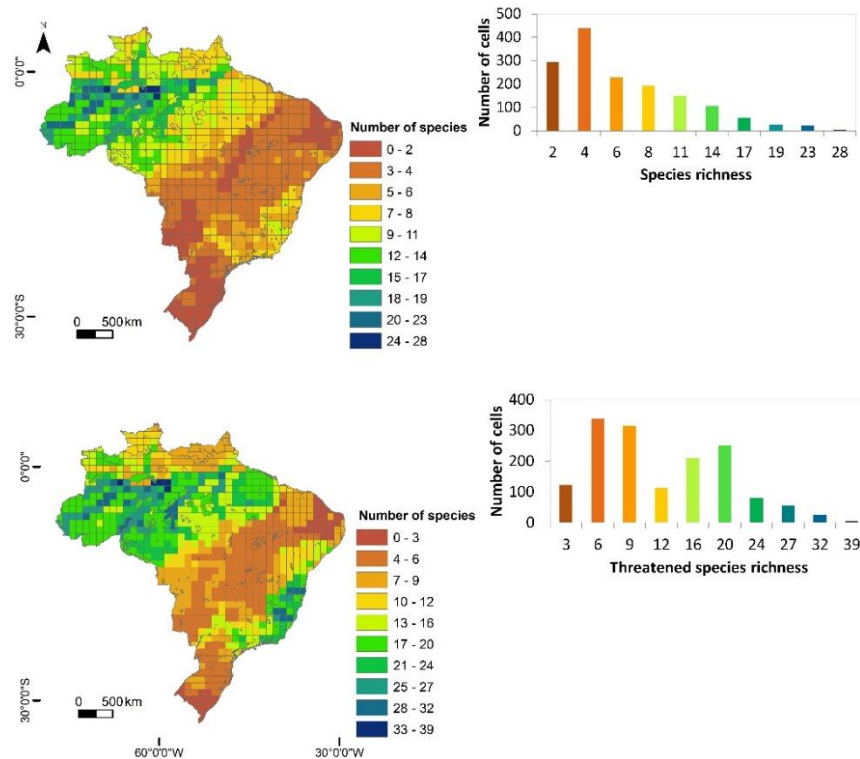 N
0°0'0"
30°0'0"S
0 500 km
Number of species
0 - 2
3 - 4
5 - 6
7 - 8
9 - 11
12 - 14
15 - 17
18 - 19
20 - 23
24 - 28
500
400
300
200
100
0
Number of cells
2 4 6 8 11 14 17 19 23 28
Species richness
0°0'0"
30°0'0"S
0 500 km
60°0'0"W 30°0'0"W
Number of species
0 - 3
4 - 6
7 - 9
10 - 12
13 - 16
17 - 20
21 - 24
25 - 27
28 - 32
33 - 39
400
300
200
100
0
Number of cells
3 6 9 12 16 20 24 27 32 39
Threatened species richness